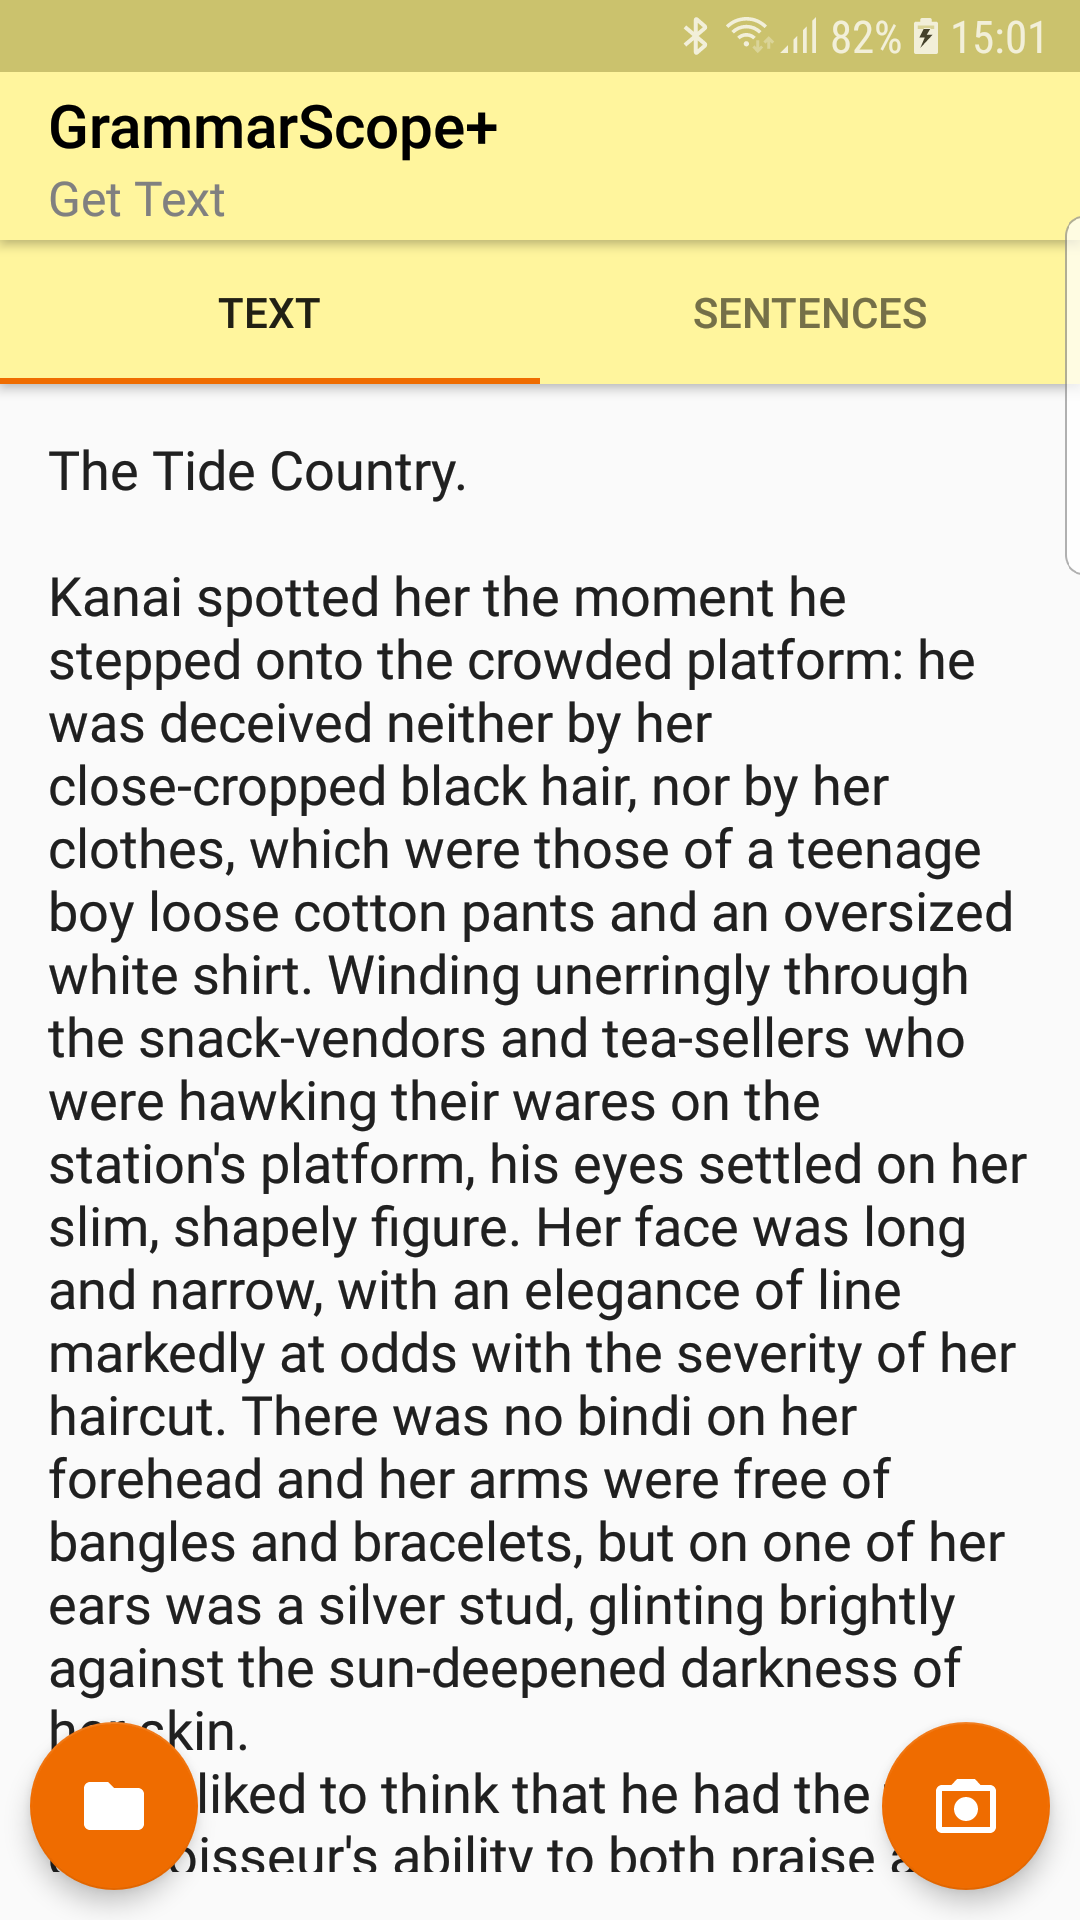 82% 15:01
GrammarScope+
Get Text
TEXT SENTENCES
The Tide Country.
Kanai spotted her the moment he
stepped onto the crowded platform: he
was deceived neither by her
close-cropped black hair, nor by her
clothes, which were those of a teenage
boy loose cotton pants and an oversized
white shirt. Winding unerringly through
the snack-vendors and tea-sellers who
were hawking their wares on the
station's platform, his eyes settled on her
slim, shapely figure. Her face was long
and narrow, with an elegance of line
markedly at odds with the severity of her
haircut. There was no bindi on her
forehead and her arms were free of
bangles and bracelets, but on one of her
ears was a silver stud, glinting brightly
against the sun-deepened darkness of
her skin.
liked to think that he had the
ability to both praise